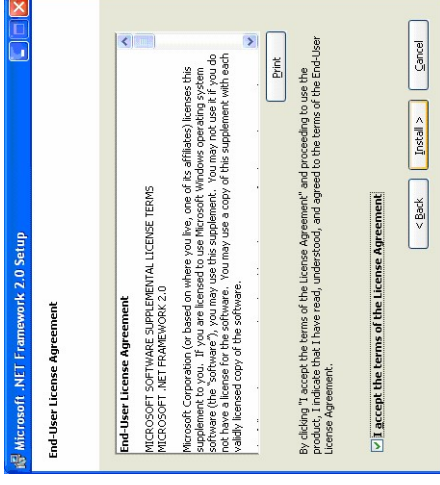 Microsoft .NET Framework 2.0 Setup
End-User License Agreement
End-User License Agreement
MICROSOFT SOFTWARE SUPPLEMENTAL LICENSE TERMS
MICROSOFT .NET FRAMEWORK 2.0
Microsoft Corporation (or based on where you live, one of its affiliates) licenses this
supplement to you. If you are licensed to use Microsoft Windows operating system
software (the "software"), you may use this supplement. You may not use it if you do
not have a license for the software. You may use a copy of this supplement with each
validly licensed copy of the software.
Print
By clicking "I accept the terms of the License Agreement" and proceeding to use the
product, I indicate that I have read, understood, and agreed to the terms of the End-User
License Agreement.
I accept the terms of the License Agreement
< Back Install > Cancel